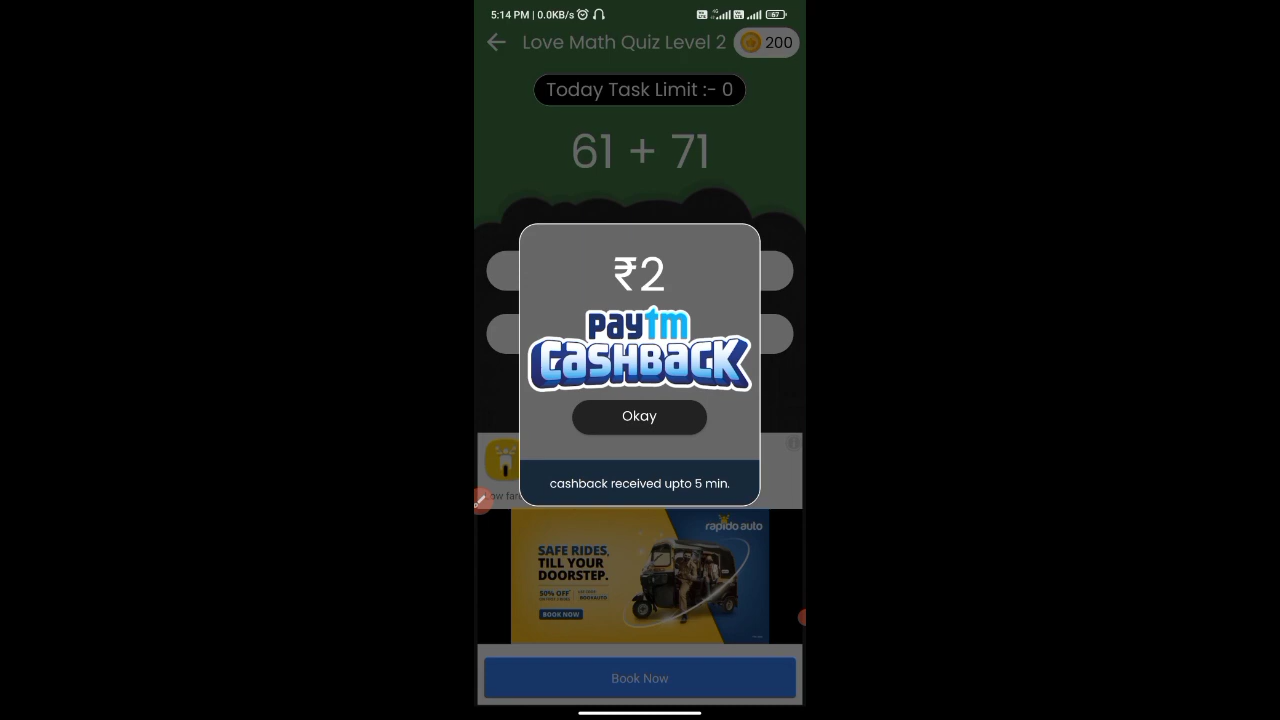 5:14 PM | 0.0KB/s
4G
67
Love Math Quiz Level 2
200
Today Task Limit :- 0
61 + 71
₹2
paytm
CASHBACK
Okay
cashback received upto 5 min.
rapido auto
SAFE RIDES,
TILL YOUR
DOORSTEP.
50% OFF
BOOK NOW
Book Now